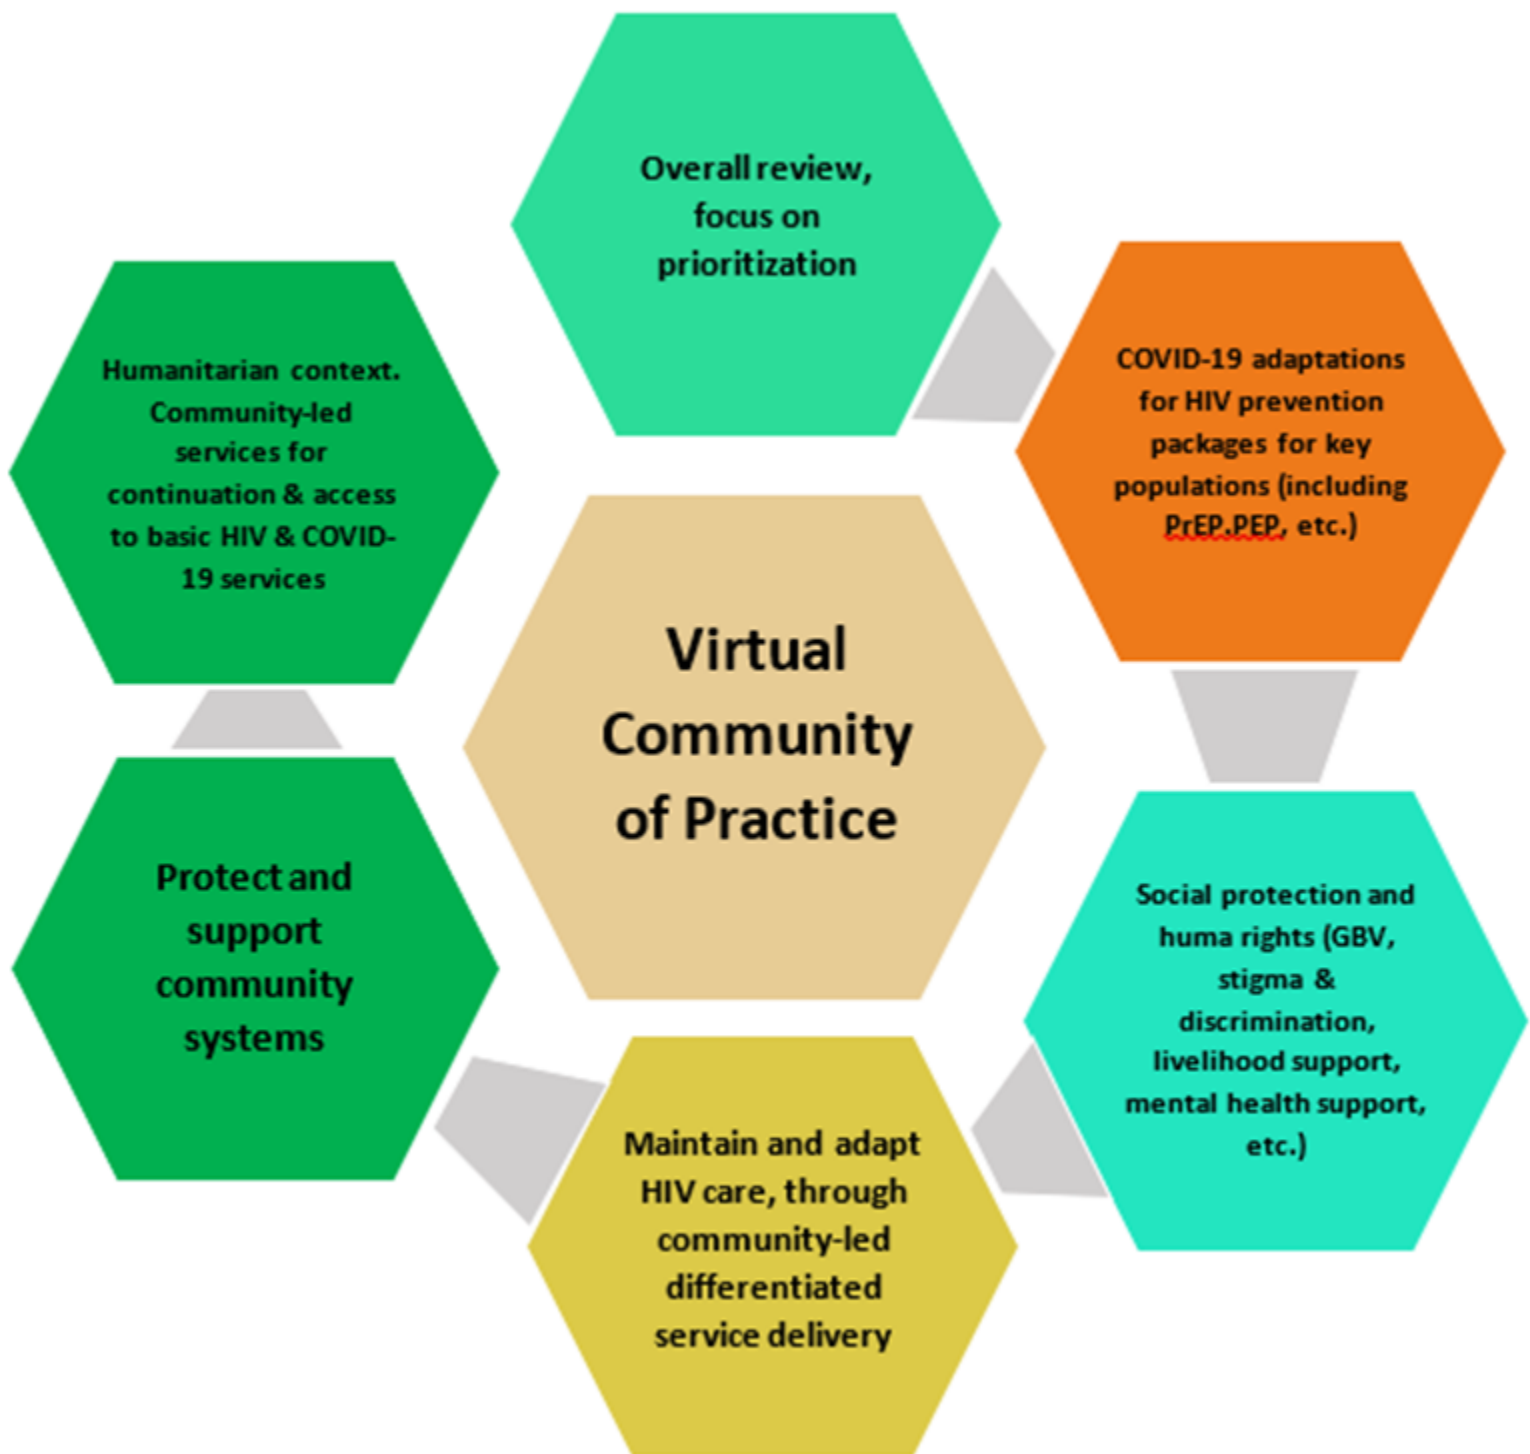 Overall review,
focus on
prioritization
COVID-19 adaptations
for HIV prevention
packages for key
populations (including
PrEP.PEP, etc.)
Social protection and
huma rights (GBV,
stigma &
discrimination,
livelihood support,
mental health support,
etc.)
Maintain and adapt
HIV care, through
community-led
differentiated
service delivery
Protect and
support
community
systems
Humanitarian context.
Community-led
services for
continuation & access
to basic HIV & COVID-
19 services
Virtual
Community
of Practice